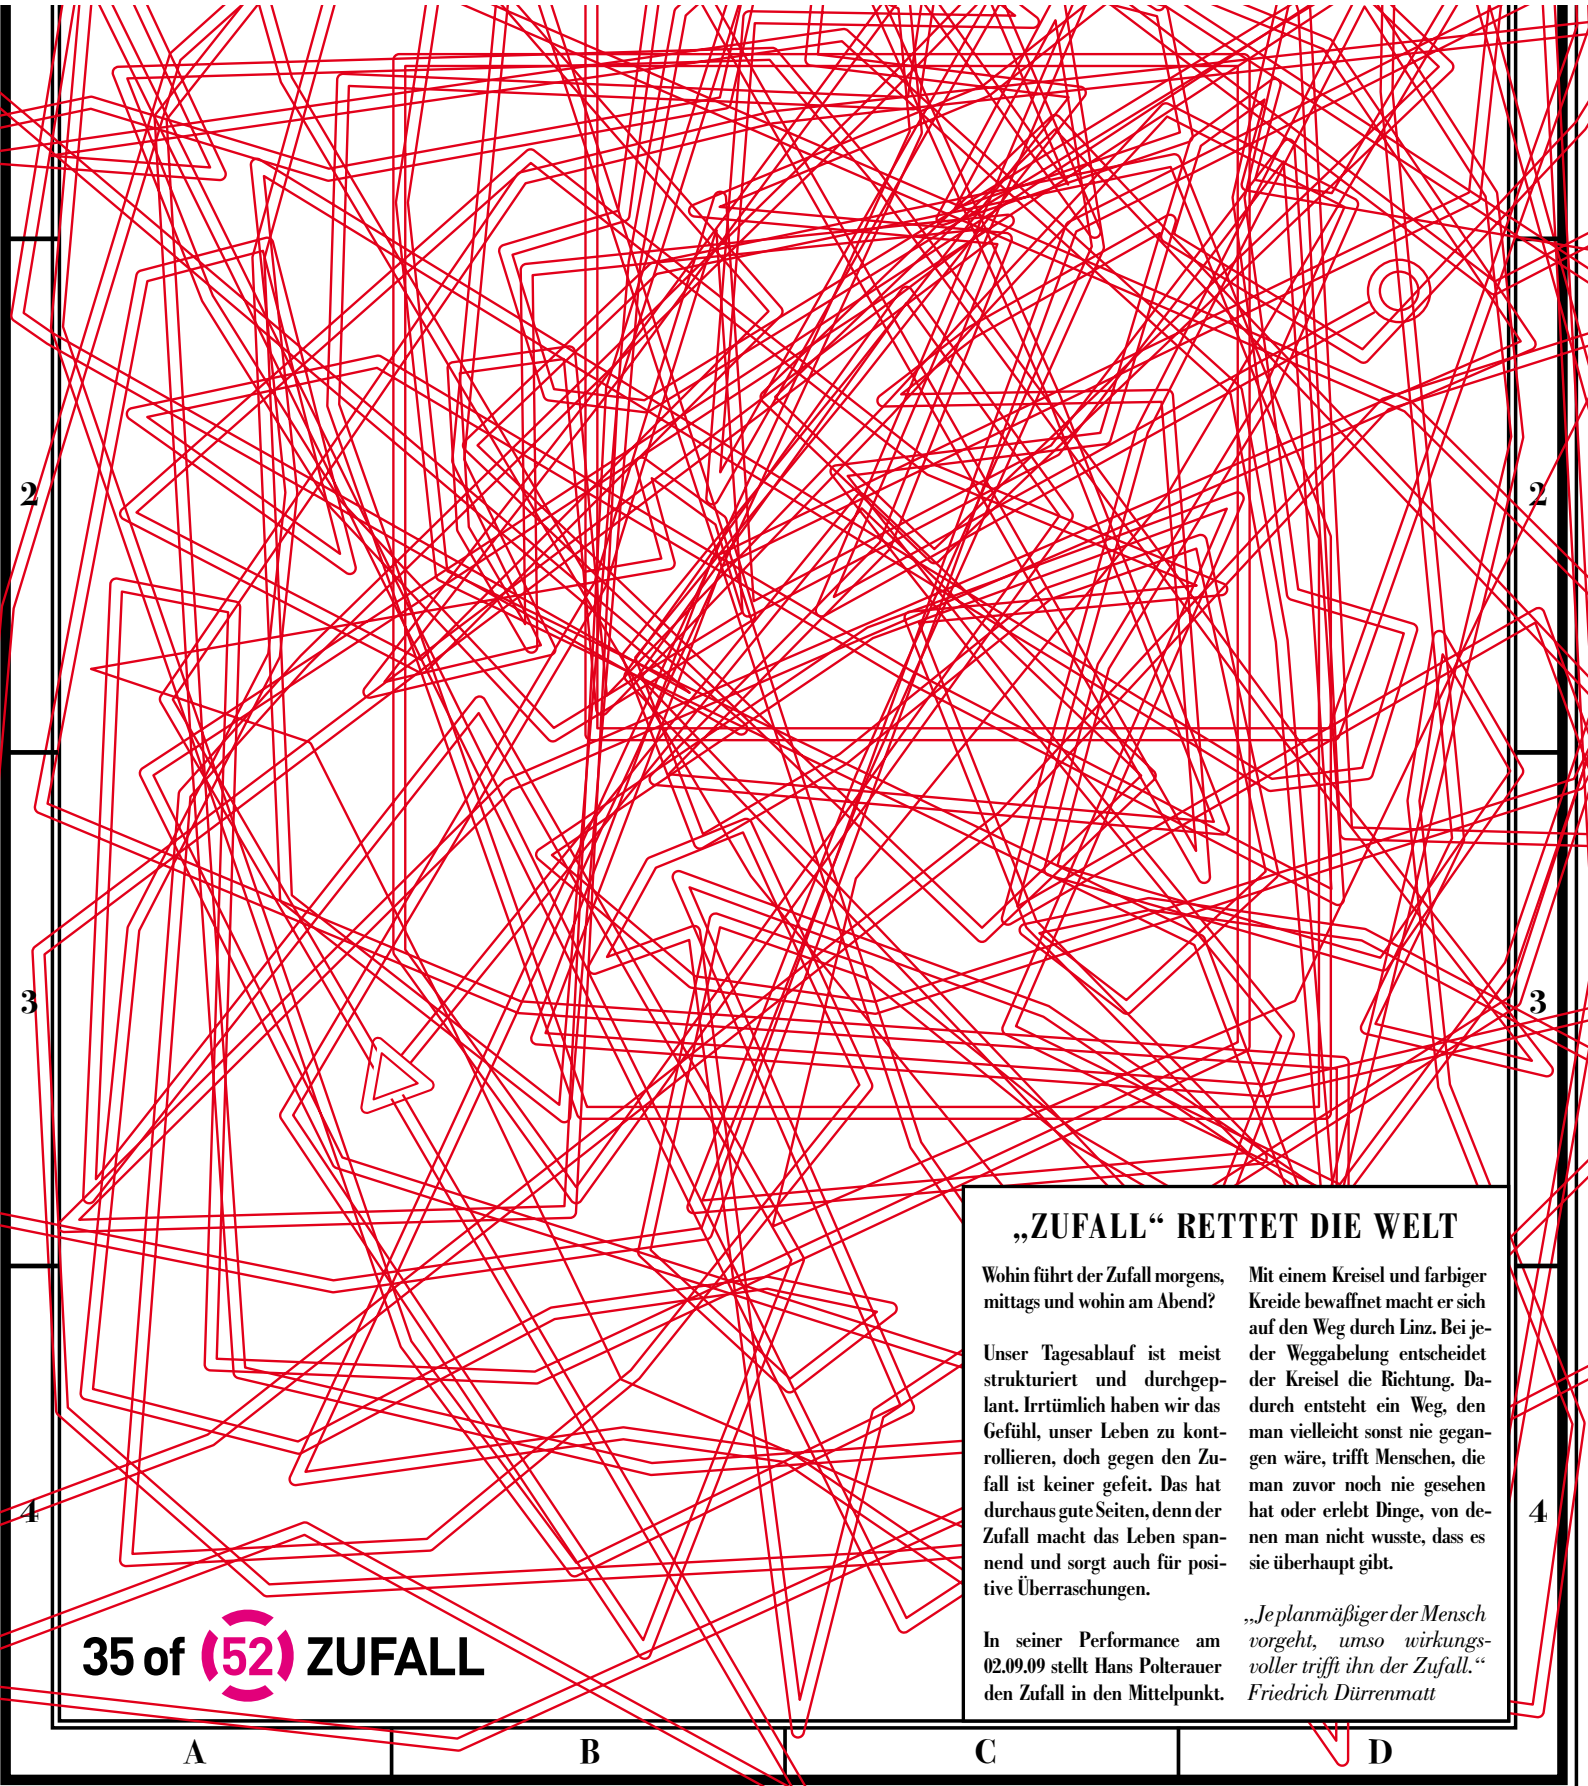 2
2
3
3
„ZUFALL“ RETTET DIE WELT
Wohin führt der Zufall morgens,
mittags und wohin am Abend?
Unser Tagesablauf ist meist
strukturiert und durchgep-
lant. Irrtümlich haben wir das
Gefühl, unser Leben zu kont-
rollieren, doch gegen den Zu-
fall ist keiner gefeit. Das hat
durchaus gute Seiten, denn der
Zufall macht das Leben span-
nend und sorgt auch für posi-
tive Überraschungen.
In seiner Performance am
02.09.09 stellt Hans Polterauer
den Zufall in den Mittelpunkt.
Mit einem Kreisel und farbiger
Kreide bewaffnet macht er sich
auf den Weg durch Linz. Bei je-
der Weggabelung entscheidet
der Kreisel die Richtung. Da-
durch entsteht ein Weg, den
man vielleicht sonst nie gegan-
gen wäre, trifft Menschen, die
man zuvor noch nie gesehen
hat oder erlebt Dinge, von de-
nen man nicht wusste, dass es
sie überhaupt gibt.
„Je planmäßiger der Mensch
vorgeht, umso wirkungs-
voller trifft ihn der Zufall.“
Friedrich Dürrenmatt
4
4
35 of (52) ZUFALL
A
B
C
D